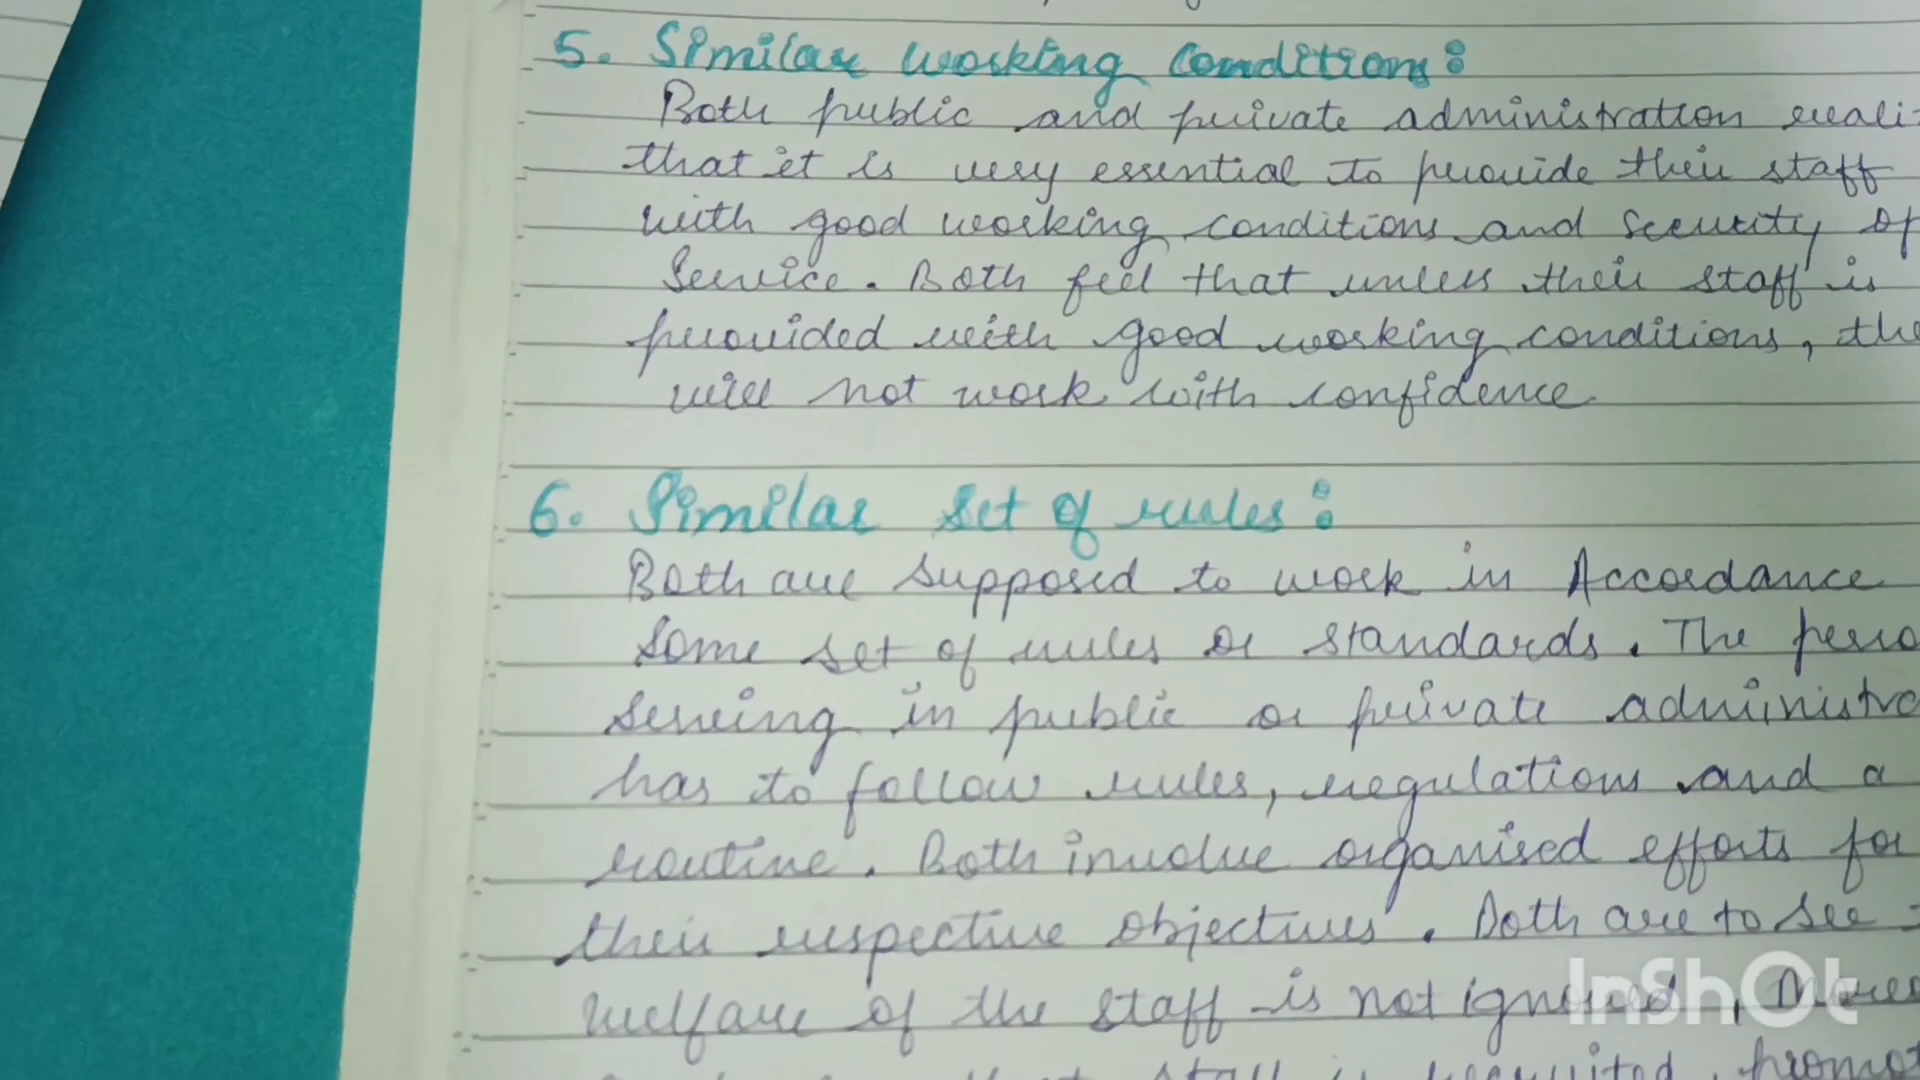 5. Similar working Conditions:
Both public and private administration reali
that it is very essential to provide their staff
with good working conditions and Security of
Service. Both feel that unless their staff is
provided with good working conditions, the
will not work with confidence
6. Similar set of rules:
Both are supposed to work in Accordance
Some set of rules or standards. The perso
Serving in public or private administra
has to follow rules, regulations and a
routine. Both involve organised efforts for
their respective objectives. Both are to see
welfare of the staff is not ignored,
staff is recruited, promot
InShOt